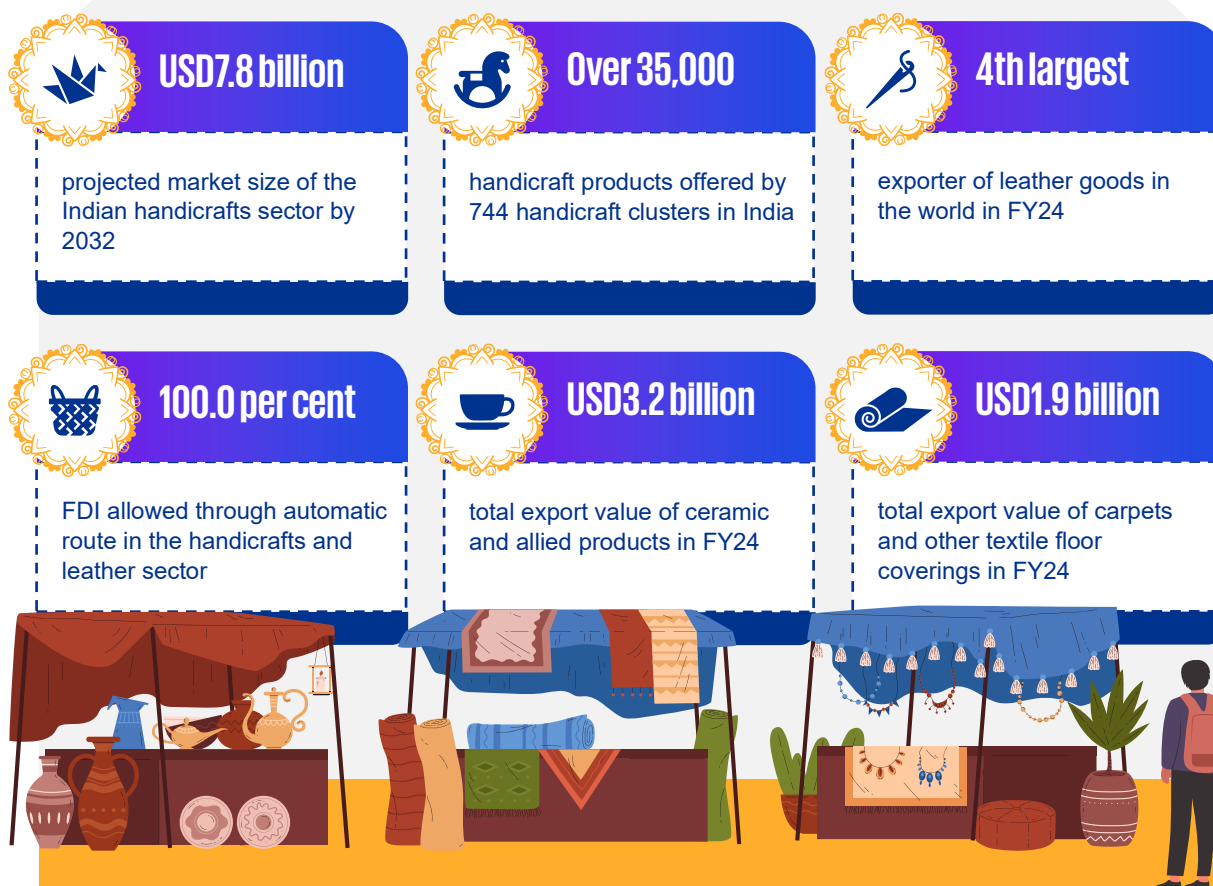 USD7.8 billion
projected market size of the
Indian handicrafts sector by
2032
Over 35,000
handicraft products offered by
744 handicraft clusters in India
4th largest
exporter of leather goods in
the world in FY24
100.0 per cent
FDI allowed through automatic
route in the handicrafts and
leather sector
USD3.2 billion
total export value of ceramic
and allied products in FY24
USD1.9 billion
total export value of carpets
and other textile floor
coverings in FY24